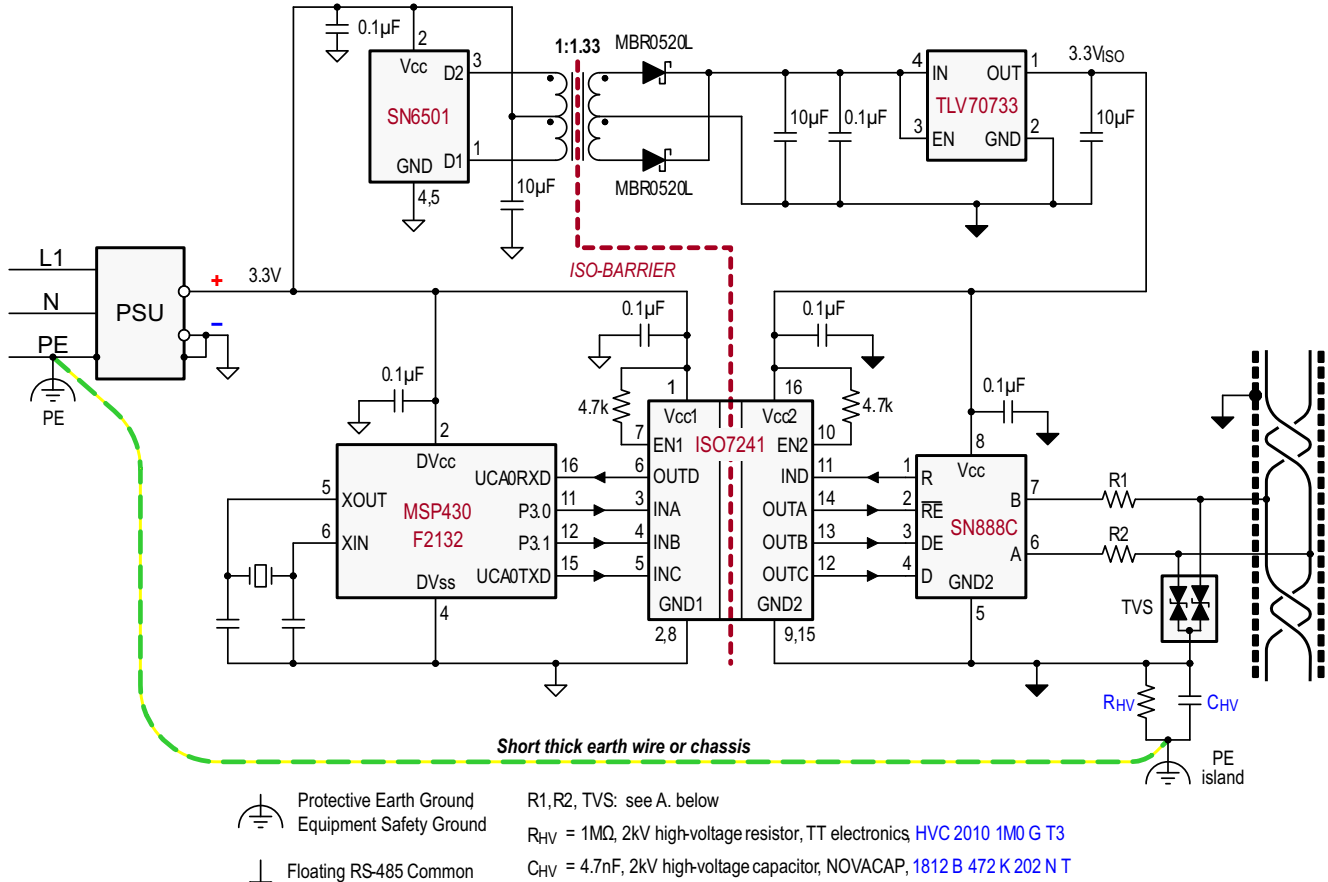 0.1µF
2
Vcc
3
D2
SN6501
D1
1
GND
4,5
10µF
1:1.33
MBR0520L
MBR0520L
10µF
0.1µF
4
IN
OUT
1
TLV70733
3
EN
GND
2
3.3VISO
10µF
ISO-BARRIER
L1
N
PE
PSU
+
3.3V
–
PE
0.1µF
2
DVcc
5
XOUT
6
XIN
MSP430
F2132
UCA0RXD
16
P3.0
11
P3.1
12
UCA0TXD
15
DVss
4
0.1µF
4.7k
1
Vcc1
7
EN1
6
OUTD
3
INA
4
INB
5
INC
GND1
2,8
ISO7241
0.1µF
16
4.7k
Vcc2
EN2
10
IND
11
OUTA
14
OUTB
13
OUTC
12
GND2
9,15
0.1µF
8
Vcc
1
R
2
RE
3
DE
4
D
SN888C
B
7
A
6
GND2
5
R1
R2
TVS
RHV
CHV
PE
island
Short thick earth wire or chassis
Protective Earth Ground,
Equipment Safety Ground
Floating RS-485 Common
R1,R2, TVS: see A. below
RHV = 1MΩ, 2kV high-voltage resistor, TT electronics, HVC 2010 1M0 G T3
CHV = 4.7nF, 2kV high-voltage capacitor, NOVACAP, 1812 B 472 K 202 N T